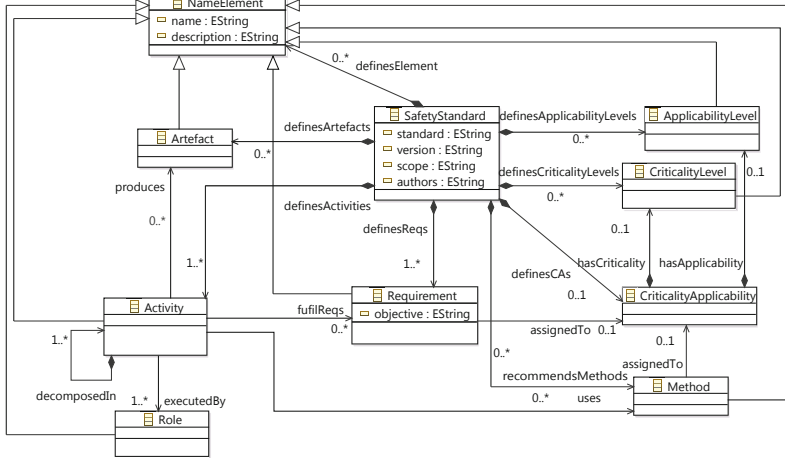 NameElement
name : EString
description : EString
0..*
definesElement
SafetyStandard
standard : EString
version : EString
scope : EString
authors : EString
definesApplicabilityLevels
0..*
ApplicabilityLevel
Artefact
definesArtefacts
0..*
definesCriticalityLevels
0..*
CriticalityLevel
0..1
produces
0..*
definesActivities
1..*
definesReqs
1..*
0..1
hasCriticality
hasApplicability
definesCAs
0..1
Activity
Requirement
objective : EString
CriticalityApplicability
fufilReqs
0..*
assignedTo
0..1
1..*
0..*
0..1
assignedTo
decomposedIn
1..*
executedBy
recommendsMethods
0..*
uses
Method
Role